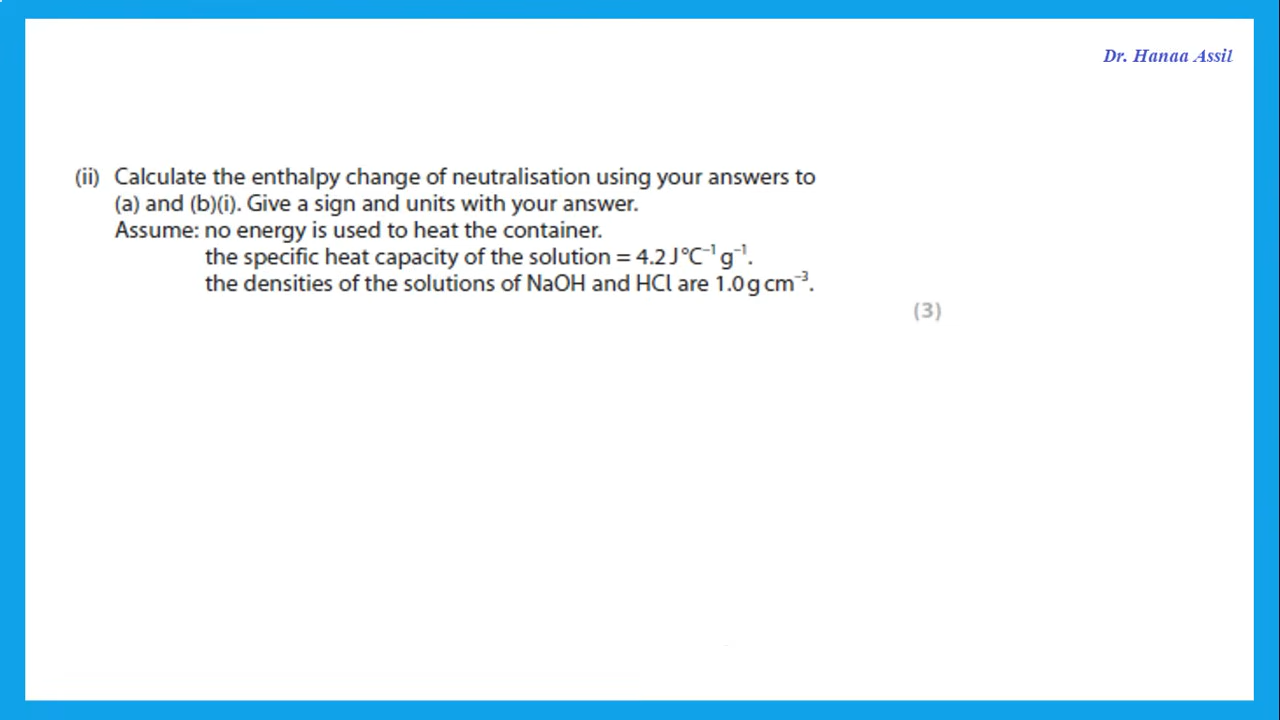 Dr. Hanaa Assil
(ii) Calculate the enthalpy change of neutralisation using your answers to
(a) and (b)(i). Give a sign and units with your answer.
Assume: no energy is used to heat the container.
the specific heat capacity of the solution = 4.2 J °C⁻¹ g⁻¹.
the densities of the solutions of NaOH and HCl are 1.0 g cm⁻³.
(3)